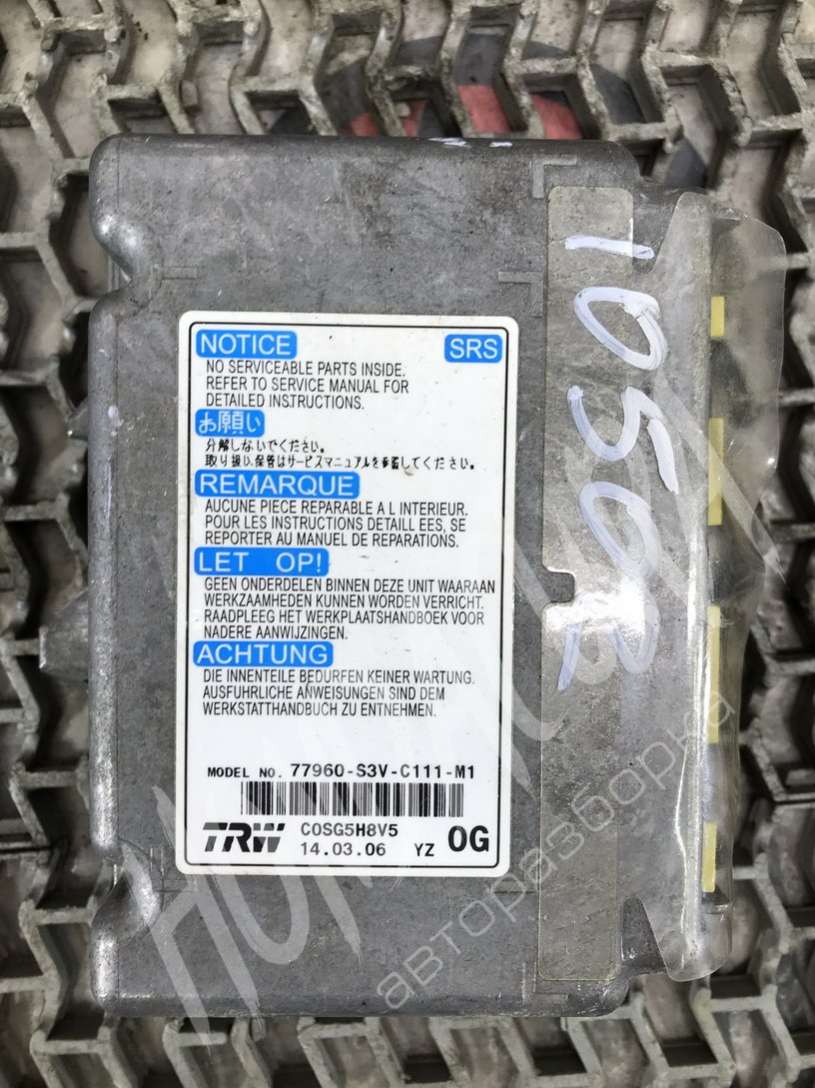 NOTICE SRS
NO SERVICEABLE PARTS INSIDE.
REFER TO SERVICE MANUAL FOR
DETAILED INSTRUCTIONS.
お願い
分解しないでください。
取り扱い、保管はサービスマニュアルを参照してください。
REMARQUE
AUCUNE PIECE REPARABLE A L INTERIEUR.
POUR LES INSTRUCTIONS DETAILL EES, SE
REPORTER AU MANUEL DE REPARATIONS.
LET OP!
GEEN ONDERDELEN BINNEN DEZE UNIT WAARAAN
WERKZAAMHEDEN KUNNEN WORDEN VERRICHT.
RAADPLEEG HET WERKPLAATSHANDBOEK VOOR
NADERE AANWIJZINGEN.
ACHTUNG
DIE INNENTEILE BEDURFEN KEINER WARTUNG.
AUSFUHRLICHE ANWEISUNGEN SIND DEM
WERKSTATTHANDBUCH ZU ENTNEHMEN.
MODEL NO. 77960-S3V-C111-M1
TRW COSG5H8V5 0G
14.03.06 YZ
10502
авторазборка